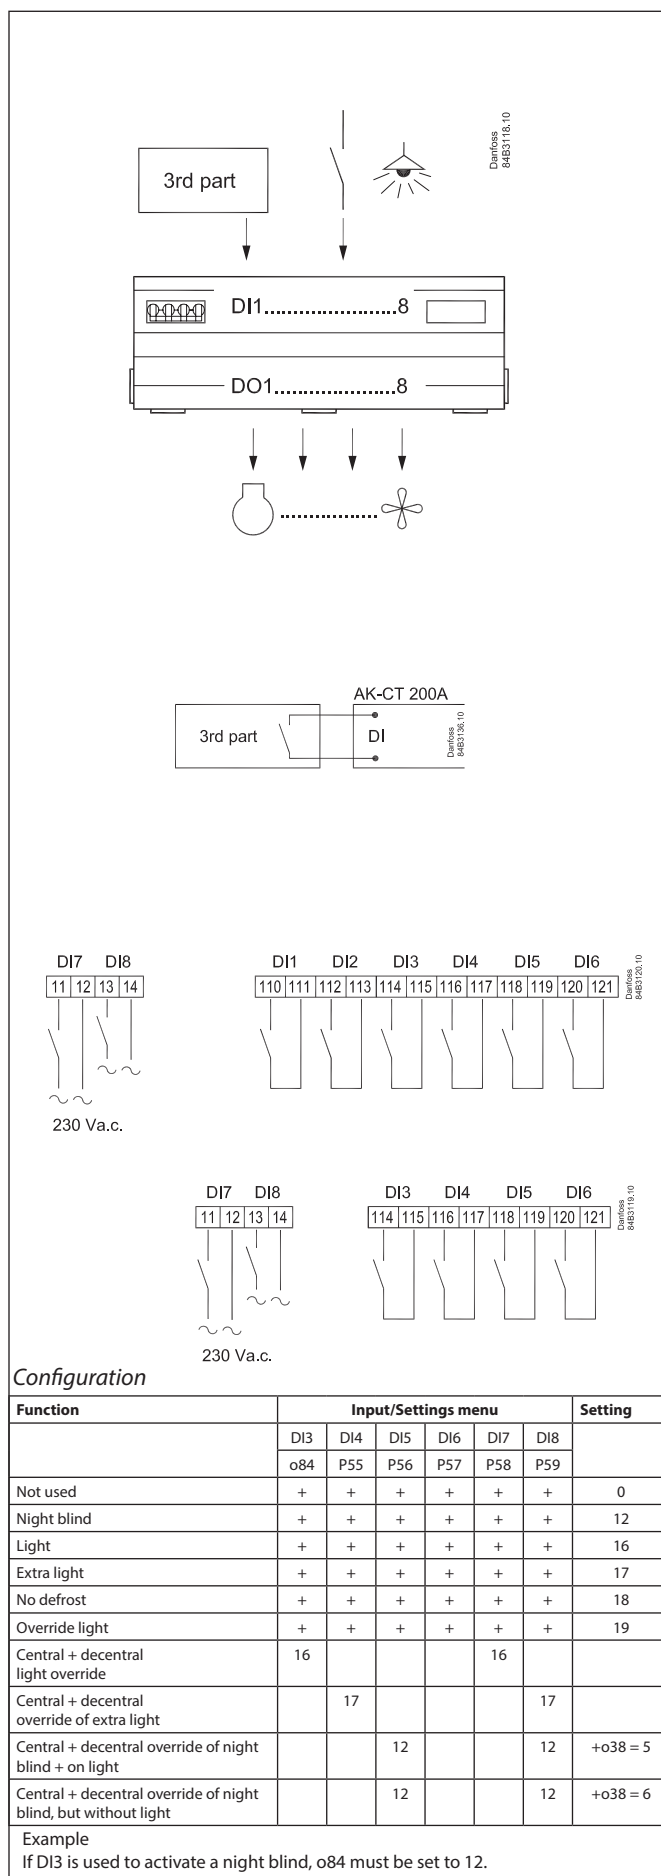 Danfoss
84B3118.10
3rd part
DI1......................8
DO1....................8
AK-CT 200A
3rd part
DI
Danfoss
84B3136.10
DI7 DI8
11 12 13 14
230 Va.c.
DI1 DI2 DI3 DI4 DI5 DI6
110 111 112 113 114 115 116 117 118 119 120 121
Danfoss
84B3120.10
DI7 DI8
11 12 13 14
230 Va.c.
DI3 DI4 DI5 DI6
114 115 116 117 118 119 120 121
Danfoss
84B3119.10
Configuration
Function Input/Settings menu Setting
DI3 DI4 DI5 DI6 DI7 DI8
o84 P55 P56 P57 P58 P59
Not used + + + + + + 0
Night blind + + + + + + 12
Light + + + + + + 16
Extra light + + + + + + 17
No defrost + + + + + + 18
Override light + + + + + + 19
Central + decentral 16 16
light override
Central + decentral 17 17
override of extra light
Central + decentral override of night 12 12 +o38 = 5
blind + on light
Central + decentral override of night 12 12 +o38 = 6
blind, but without light
Example
If DI3 is used to activate a night blind, o84 must be set to 12.